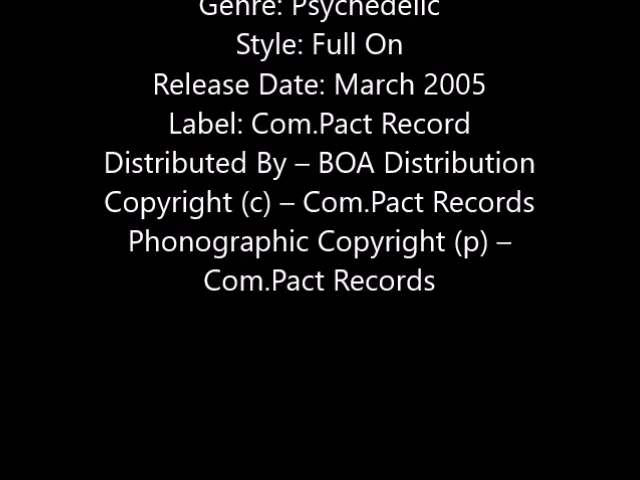 Genre: Psychedelic
Style: Full On
Release Date: March 2005
Label: Com.Pact Record
Distributed By – BOA Distribution
Copyright (c) – Com.Pact Records
Phonographic Copyright (p) –
Com.Pact Records